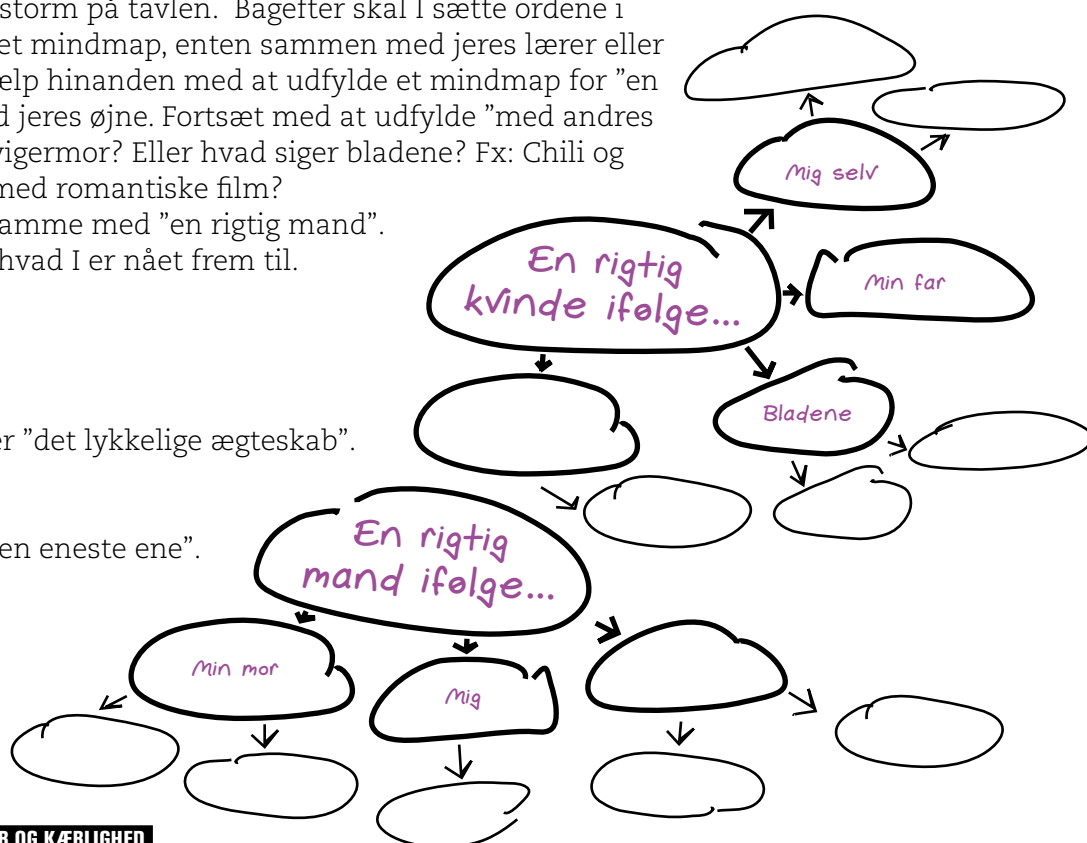 storm på tavlen.  Bagefter skal I sætte ordene i
et mindmap, enten sammen med jeres lærer eller
ælp hinanden med at udfylde et mindmap for ”en
d jeres øjne. Fortsæt med at udfylde ”med andres
vigermor? Eller hvad siger bladene? Fx: Chili og
med romantiske film?
amme med ”en rigtig mand”.
hvad I er nået frem til.
er ”det lykkelige ægteskab”.
en eneste ene”.
Mig selv
En rigtig
kvinde ifølge...
Min far
Bladene
En rigtig
mand ifølge...
Min mor
Mig
R OG KÆRLIGHED